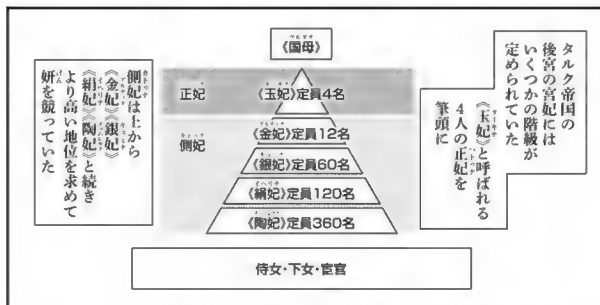 タルク帝国の
後宮の宮妃には
いくつかの階級が
定められていた
《玉妃》と呼ばれる
4人の正妃を
筆頭に
《国母》
正妃
《玉妃》定員4名
側妃
《金妃》定員12名
《銀妃》定員60名
《絹妃》定員120名
《陶妃》定員360名
侍女・下女・宦官
側妃は上から
《金妃》《銀妃》
《絹妃》《陶妃》と続き
より高い地位を求めて
妍を競っていた